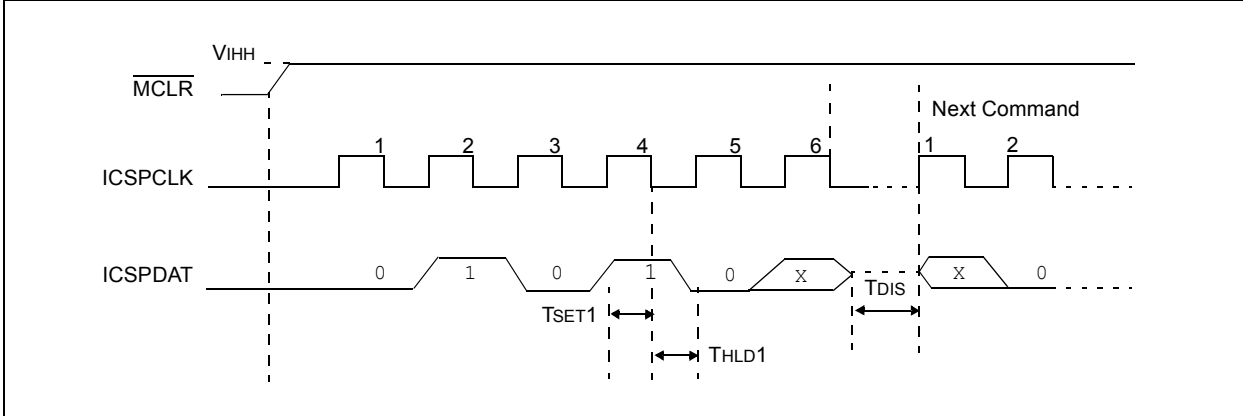 VIHH
MCLR
Next Command
1 2 3 4 5 6 1 2
ICSPCLK
ICSPDAT
0 1 0 1 0 X X 0
TDIS
TSET1
THLD1